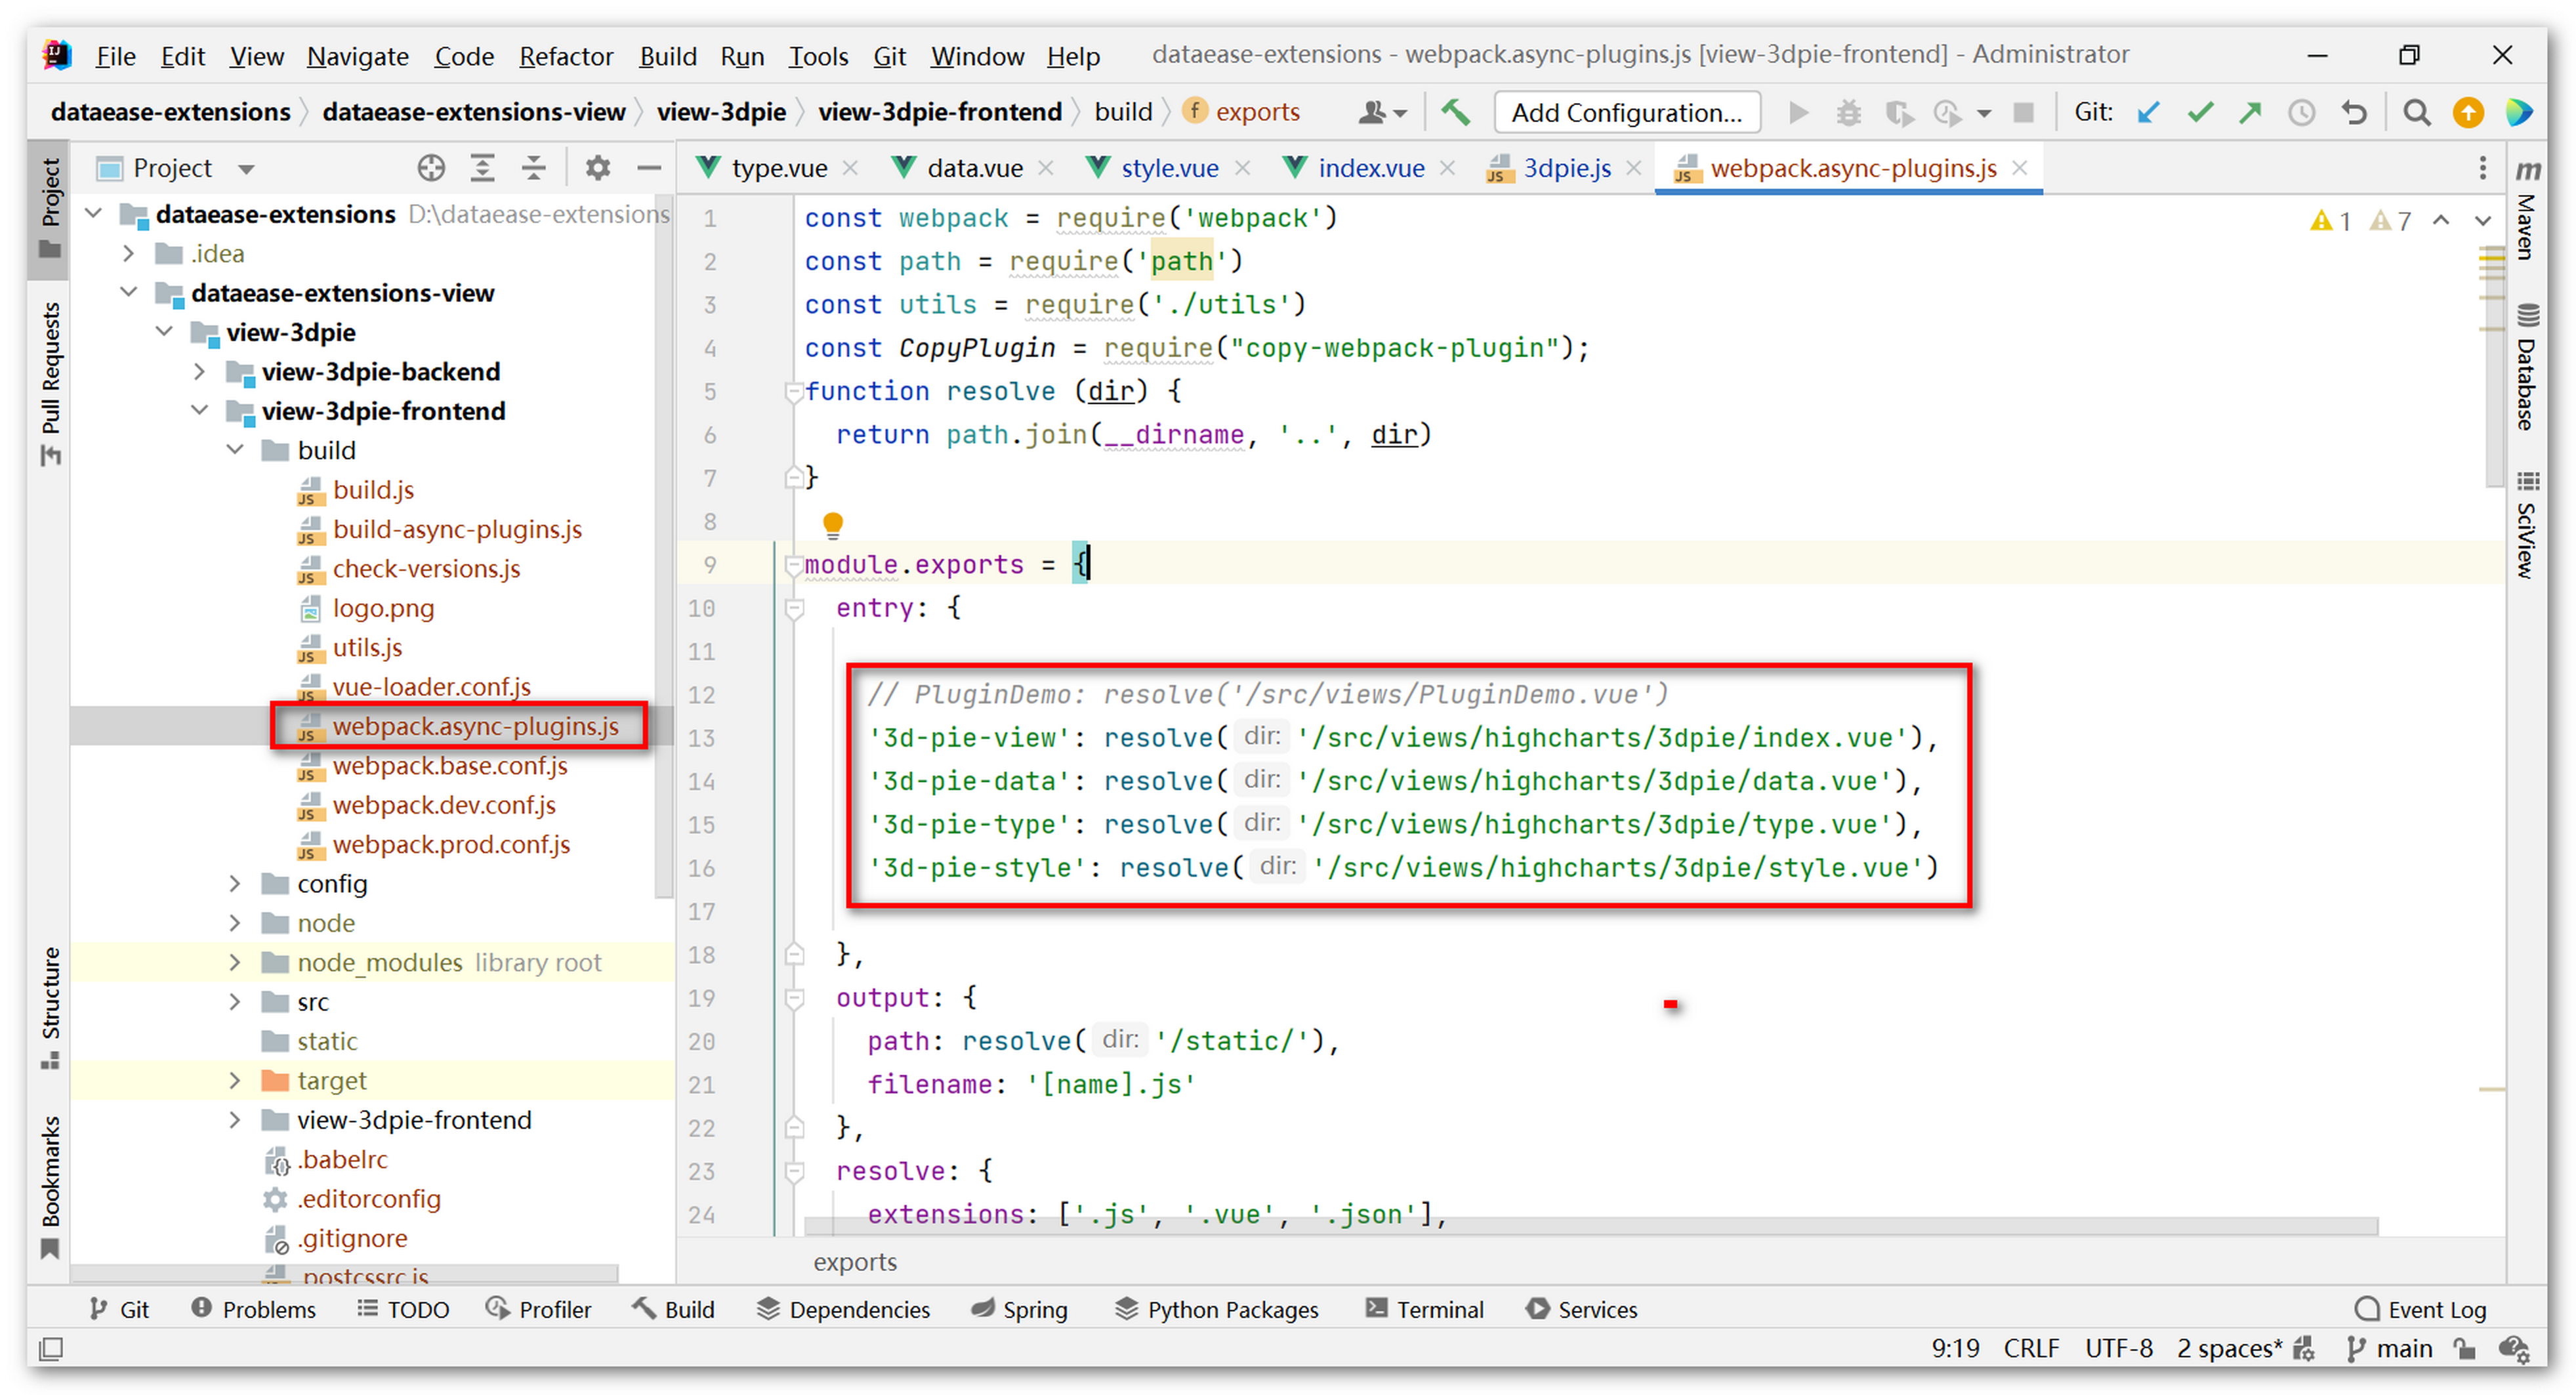 File Edit View Navigate Code Refactor Build Run Tools Git Window Help dataease-extensions - webpack.async-plugins.js [view-3dpie-frontend] - Administrator
dataease-extensions dataease-extensions-view view-3dpie view-3dpie-frontend build f exports Add Configuration... Git:
Project
type.vue data.vue style.vue index.vue 3dpie.js webpack.async-plugins.js
Project
Pull Requests
Structure
Bookmarks
dataease-extensions D:\dataease-extensions
.idea
dataease-extensions-view
view-3dpie
view-3dpie-backend
view-3dpie-frontend
build
build.js
build-async-plugins.js
check-versions.js
logo.png
utils.js
vue-loader.conf.js
webpack.async-plugins.js
webpack.base.conf.js
webpack.dev.conf.js
webpack.prod.conf.js
config
node
node_modules library root
src
static
target
view-3dpie-frontend
.babelrc
.editorconfig
.gitignore
.postcssrc.js
1 const webpack = require('webpack')
2 const path = require('path')
3 const utils = require('./utils')
4 const CopyPlugin = require("copy-webpack-plugin");
5 function resolve (dir) {
6 return path.join(__dirname, '..', dir)
7 }
8
9 module.exports = {
10 entry: {
11
12 // PluginDemo: resolve('/src/views/PluginDemo.vue')
13 '3d-pie-view': resolve( dir: '/src/views/highcharts/3dpie/index.vue'),
14 '3d-pie-data': resolve( dir: '/src/views/highcharts/3dpie/data.vue'),
15 '3d-pie-type': resolve( dir: '/src/views/highcharts/3dpie/type.vue'),
16 '3d-pie-style': resolve( dir: '/src/views/highcharts/3dpie/style.vue')
17
18 },
19 output: {
20 path: resolve( dir: '/static/'),
21 filename: '[name].js'
22 },
23 resolve: {
24 extensions: ['.js', '.vue', '.json'],
1 7
exports
m Maven
Database
SciView
Git Problems TODO Profiler Build Dependencies Spring Python Packages Terminal Services Event Log
9:19 CRLF UTF-8 2 spaces* main